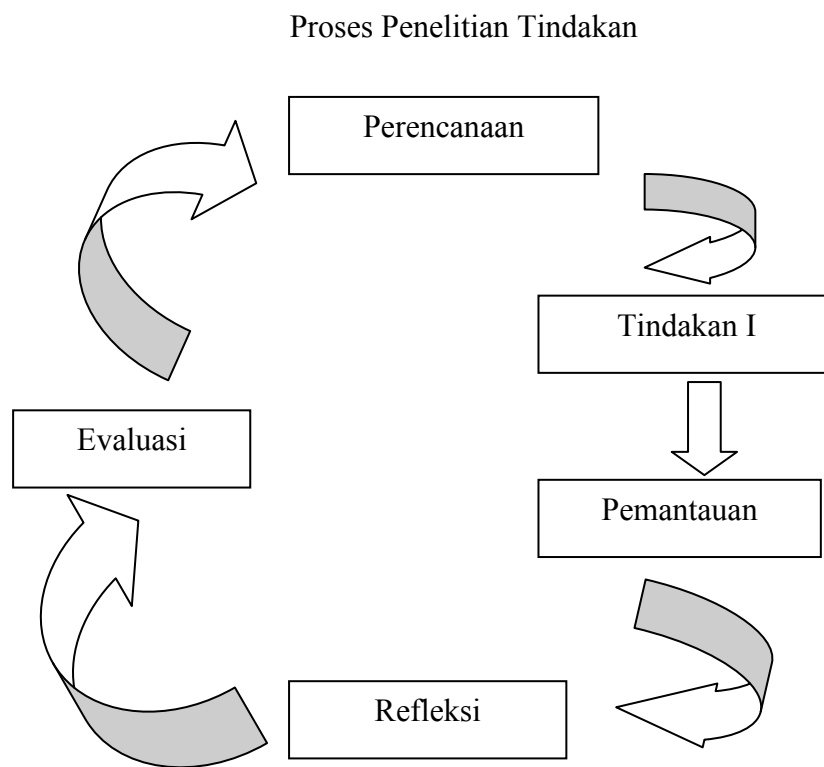 Proses Penelitian Tindakan
Perencanaan
Tindakan I
Pemantauan
Refleksi
Evaluasi